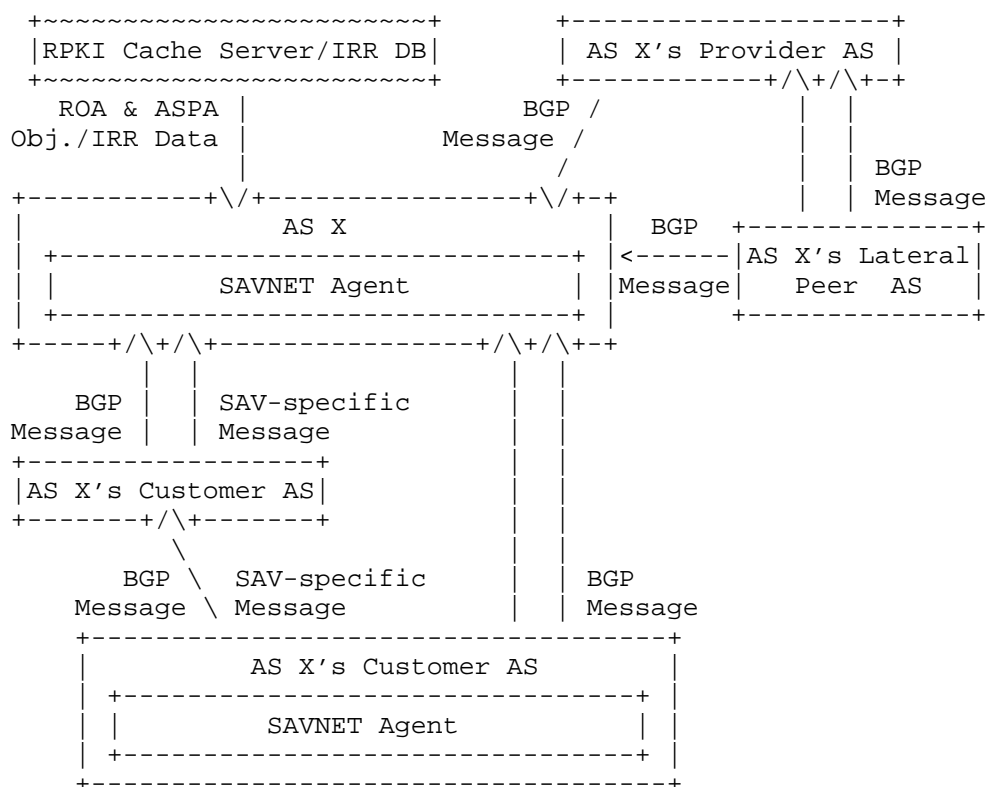 RPKI Cache Server/IRR DB
AS X's Provider AS
ROA & ASPA
Obj./IRR Data
BGP
Message
BGP
Message
AS X
BGP
Message
AS X's Lateral
Peer AS
SAVNET Agent
BGP
Message
SAV-specific
Message
AS X's Customer AS
BGP
Message
SAV-specific
Message
BGP
Message
AS X's Customer AS
SAVNET Agent